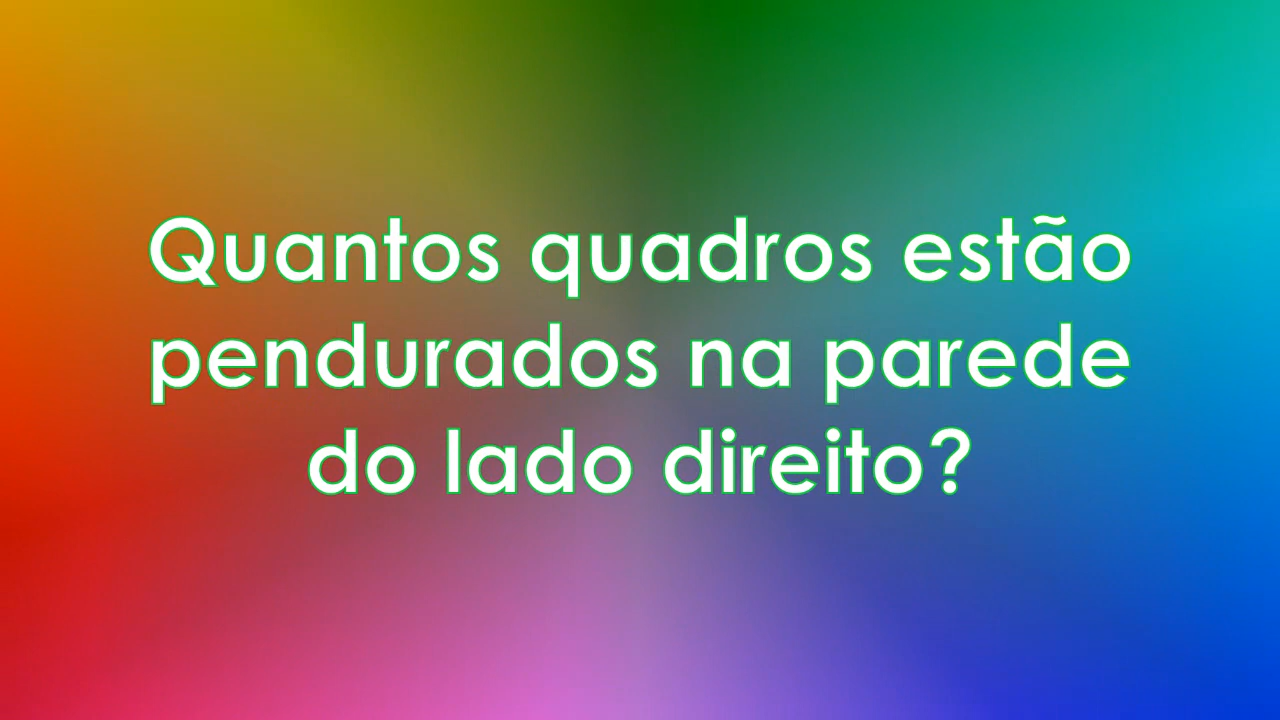 Quantos quadros estão
pendurados na parede
do lado direito?